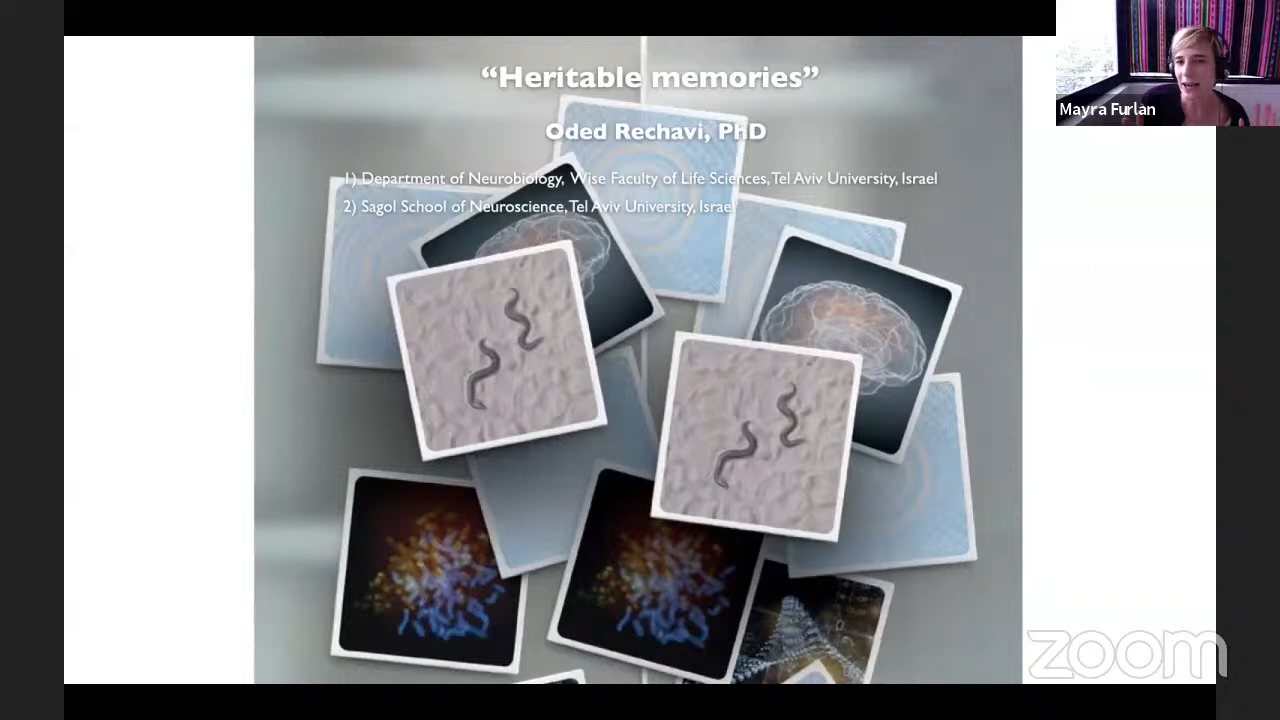 “Heritable memories”
Oded Rechavi, PhD
1) Department of Neurobiology, Wise Faculty of Life Sciences, Tel Aviv University, Israel
2) Sagol School of Neuroscience, Tel Aviv University, Israel
Mayra Furlan
zoom